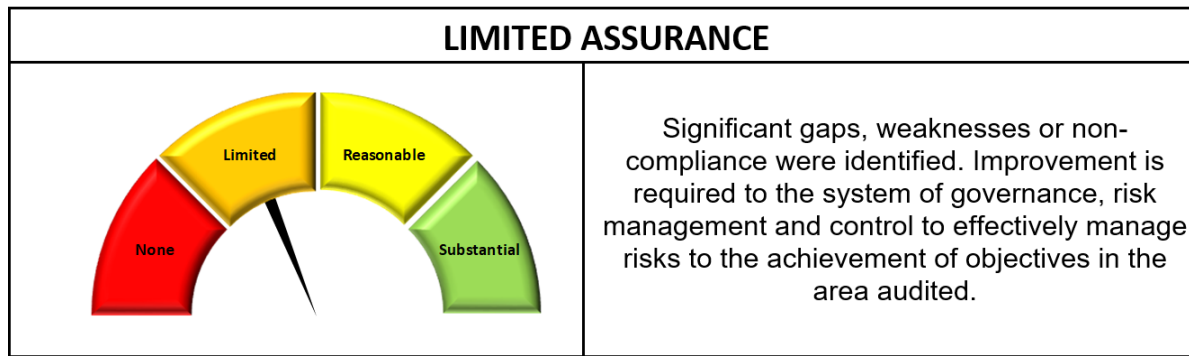 LIMITED ASSURANCE
Limited
Reasonable
None
Substantial
Significant gaps, weaknesses or non-
compliance were identified. Improvement is
required to the system of governance, risk
management and control to effectively manage
risks to the achievement of objectives in the
area audited.